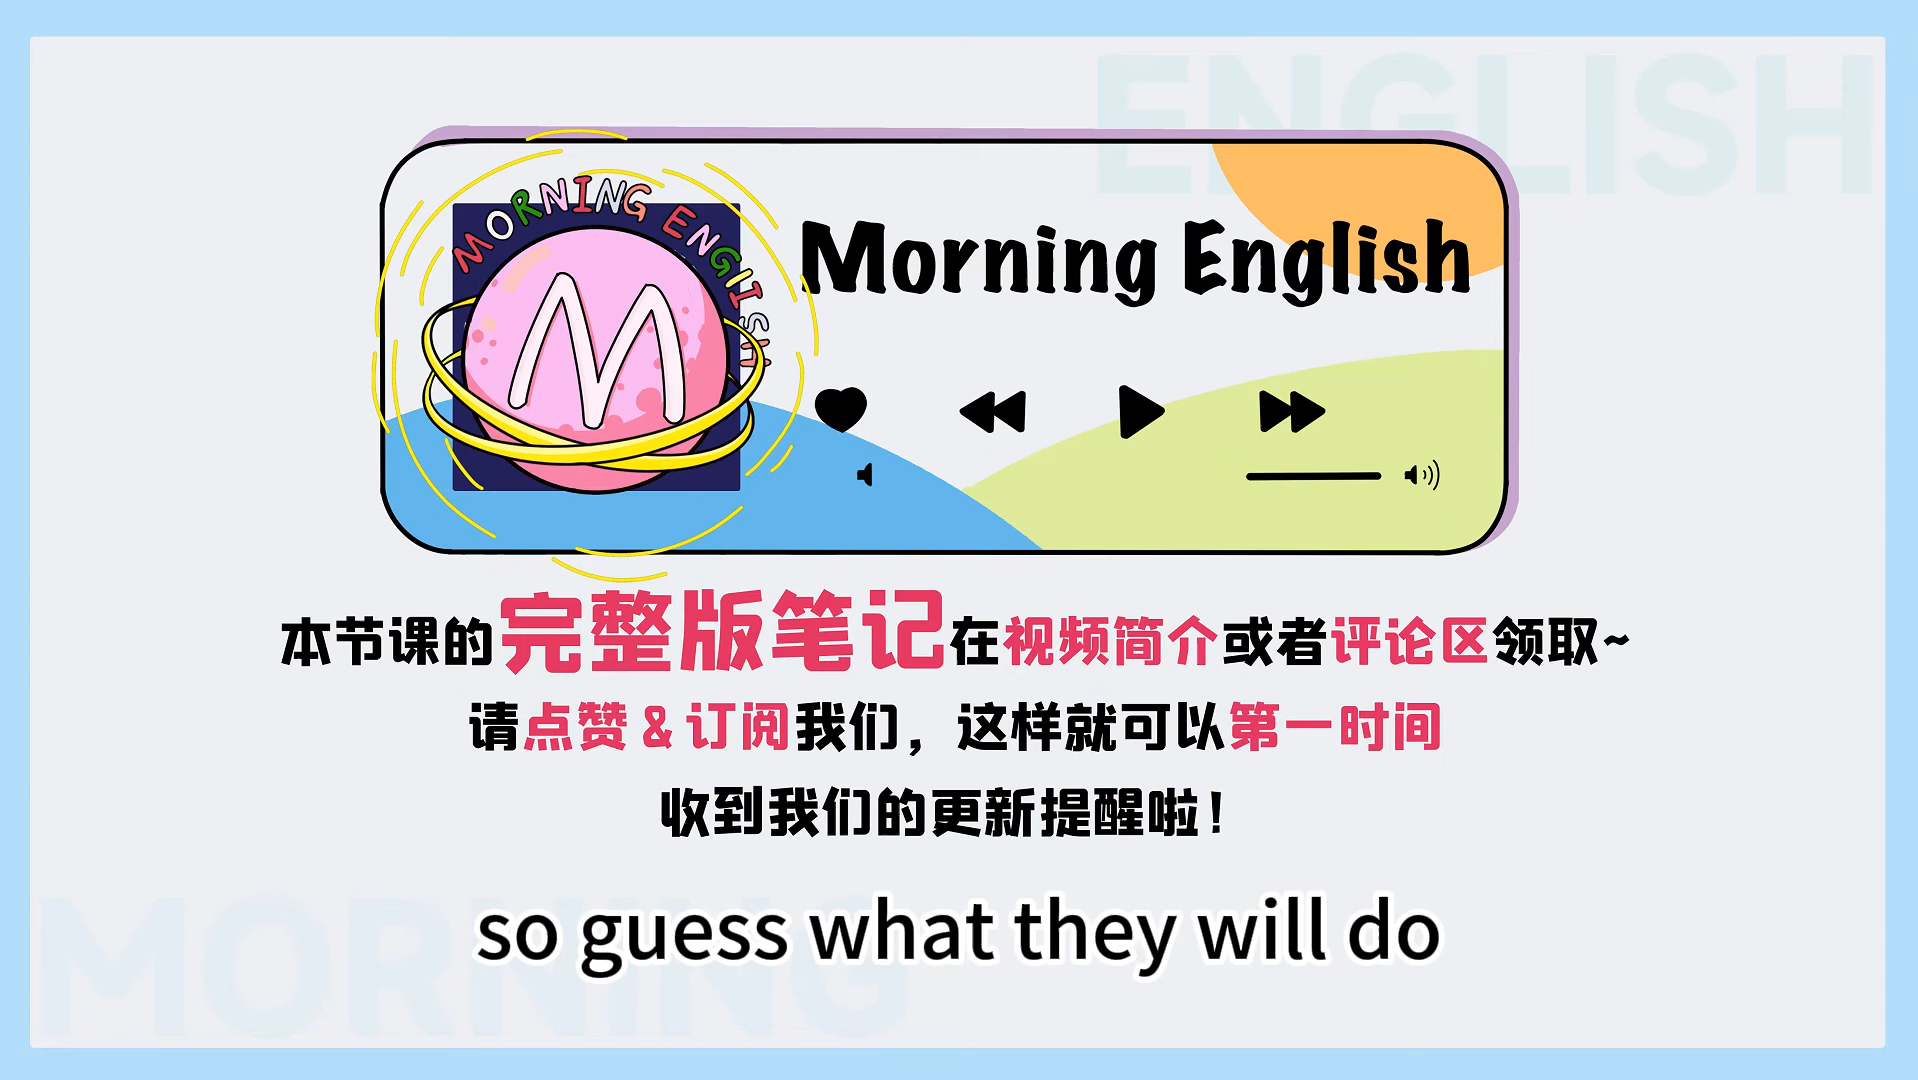 ENGLISH
MORNING ENGLISH
M
Morning English
本节课的完整版笔记在视频简介或者评论区领取~
请点赞&订阅我们，这样就可以第一时间
收到我们的更新提醒啦！
MORNING
so guess what they will do